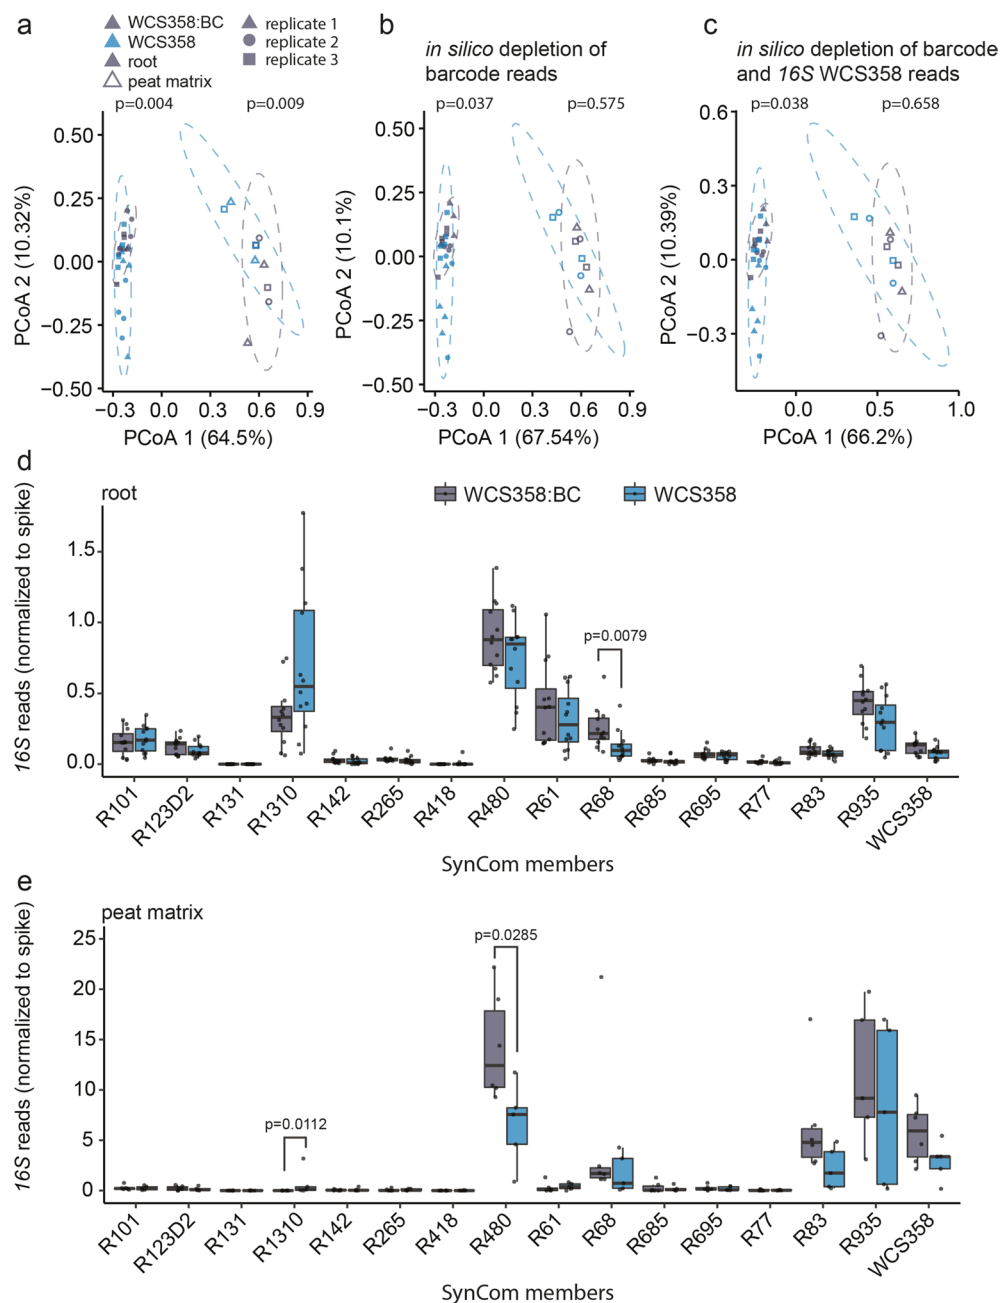 a
WCS358:BC
WCS358
root
peat matrix
replicate 1
replicate 2
replicate 3
p=0.004
p=0.009
0.50
0.25
0.00
−0.25
−0.50
PCoA 2 (10.32%)
−0.3
0.0
0.3
0.6
0.9
PCoA 1 (64.5%)
b
in silico depletion of
barcode reads
p=0.037
p=0.575
0.50
0.25
0.00
−0.25
−0.50
PCoA 2 (10.1%)
−0.3
0.0
0.3
0.6
0.9
PCoA 1 (67.54%)
c
in silico depletion of barcode
and 16S WCS358 reads
p=0.038
p=0.658
0.6
0.3
0.0
−0.3
PCoA 2 (10.39%)
0.0
0.5
1.0
PCoA 1 (66.2%)
d
root
WCS358:BC
WCS358
16S reads (normalized to spike)
1.5
1.0
0.5
0.0
p=0.0079
R101
R123D2
R131
R1310
R142
R265
R418
R480
R61
R68
R685
R695
R77
R83
R935
WCS358
SynCom members
e
peat matrix
16S reads (normalized to spike)
25
20
15
10
5
0
p=0.0112
p=0.0285
R101
R123D2
R131
R1310
R142
R265
R418
R480
R61
R68
R685
R695
R77
R83
R935
WCS358
SynCom members